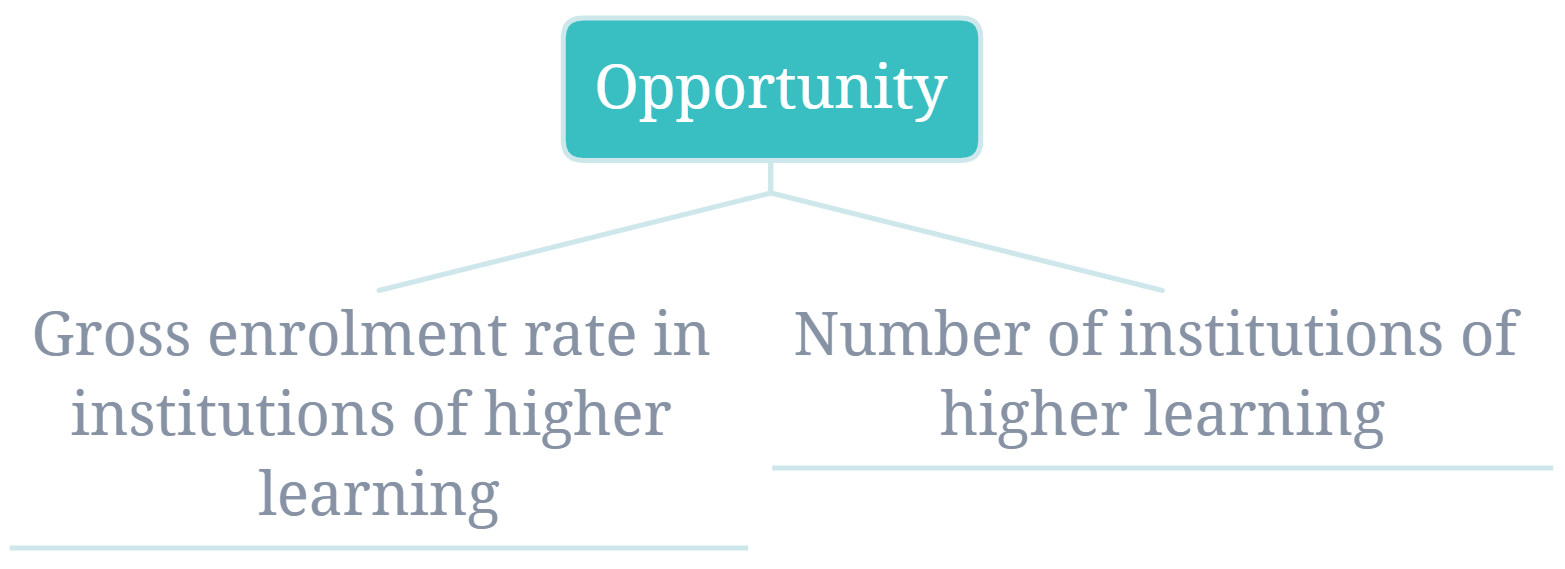 Opportunity
Gross enrolment rate in
institutions of higher
learning
Number of institutions of
higher learning